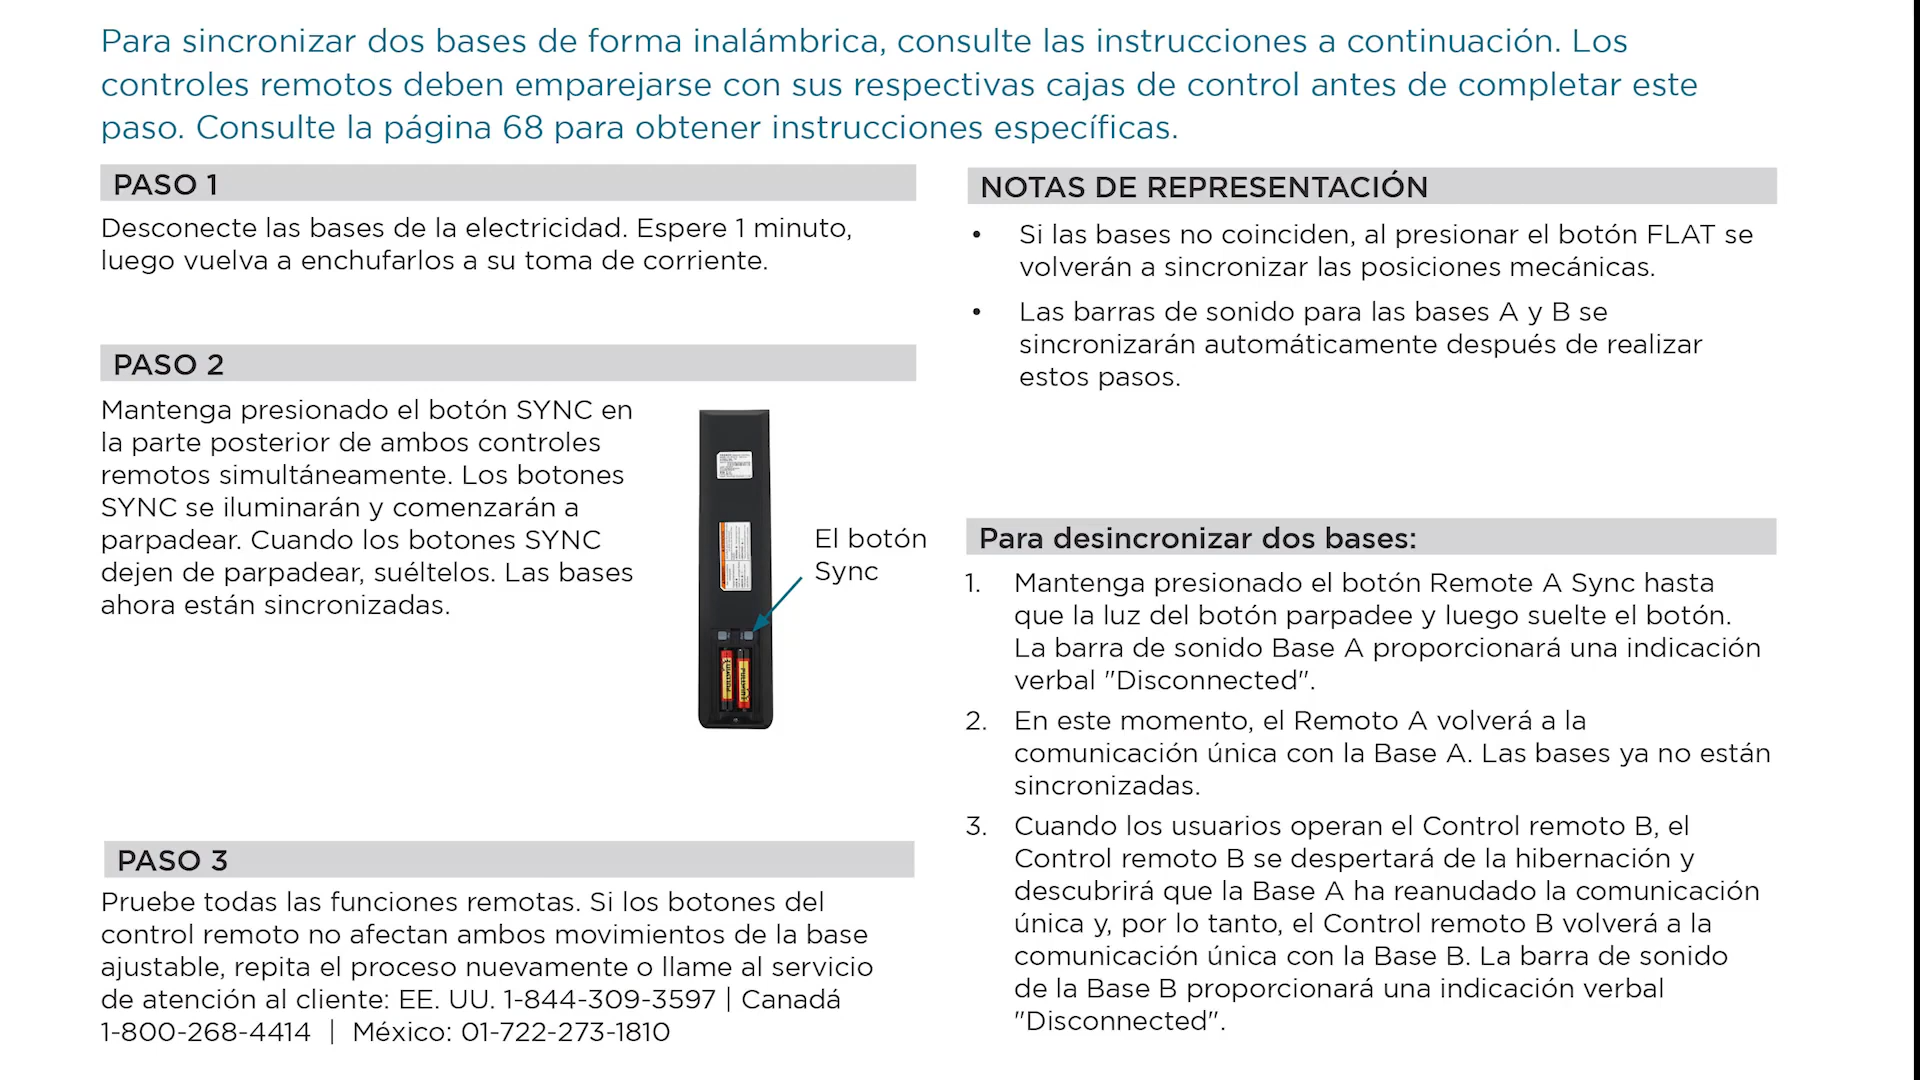 Para sincronizar dos bases de forma inalámbrica, consulte las instrucciones a continuación. Los
controles remotos deben emparejarse con sus respectivas cajas de control antes de completar este
paso. Consulte la página 68 para obtener instrucciones específicas.
PASO 1
Desconecte las bases de la electricidad. Espere 1 minuto,
luego vuelva a enchufarlos a su toma de corriente.
PASO 2
Mantenga presionado el botón SYNC en
la parte posterior de ambos controles
remotos simultáneamente. Los botones
SYNC se iluminarán y comenzarán a
parpadear. Cuando los botones SYNC
dejen de parpadear, suéltelos. Las bases
ahora están sincronizadas.
El botón
Sync
PASO 3
Pruebe todas las funciones remotas. Si los botones del
control remoto no afectan ambos movimientos de la base
ajustable, repita el proceso nuevamente o llame al servicio
de atención al cliente: EE. UU. 1-844-309-3597 | Canadá
1-800-268-4414 | México: 01-722-273-1810
NOTAS DE REPRESENTACIÓN
• Si las bases no coinciden, al presionar el botón FLAT se
volverán a sincronizar las posiciones mecánicas.
• Las barras de sonido para las bases A y B se
sincronizarán automáticamente después de realizar
estos pasos.
Para desincronizar dos bases:
1. Mantenga presionado el botón Remote A Sync hasta
que la luz del botón parpadee y luego suelte el botón.
La barra de sonido Base A proporcionará una indicación
verbal "Disconnected".
2. En este momento, el Remoto A volverá a la
comunicación única con la Base A. Las bases ya no están
sincronizadas.
3. Cuando los usuarios operan el Control remoto B, el
Control remoto B se despertará de la hibernación y
descubrirá que la Base A ha reanudado la comunicación
única y, por lo tanto, el Control remoto B volverá a la
comunicación única con la Base B. La barra de sonido
de la Base B proporcionará una indicación verbal
"Disconnected".